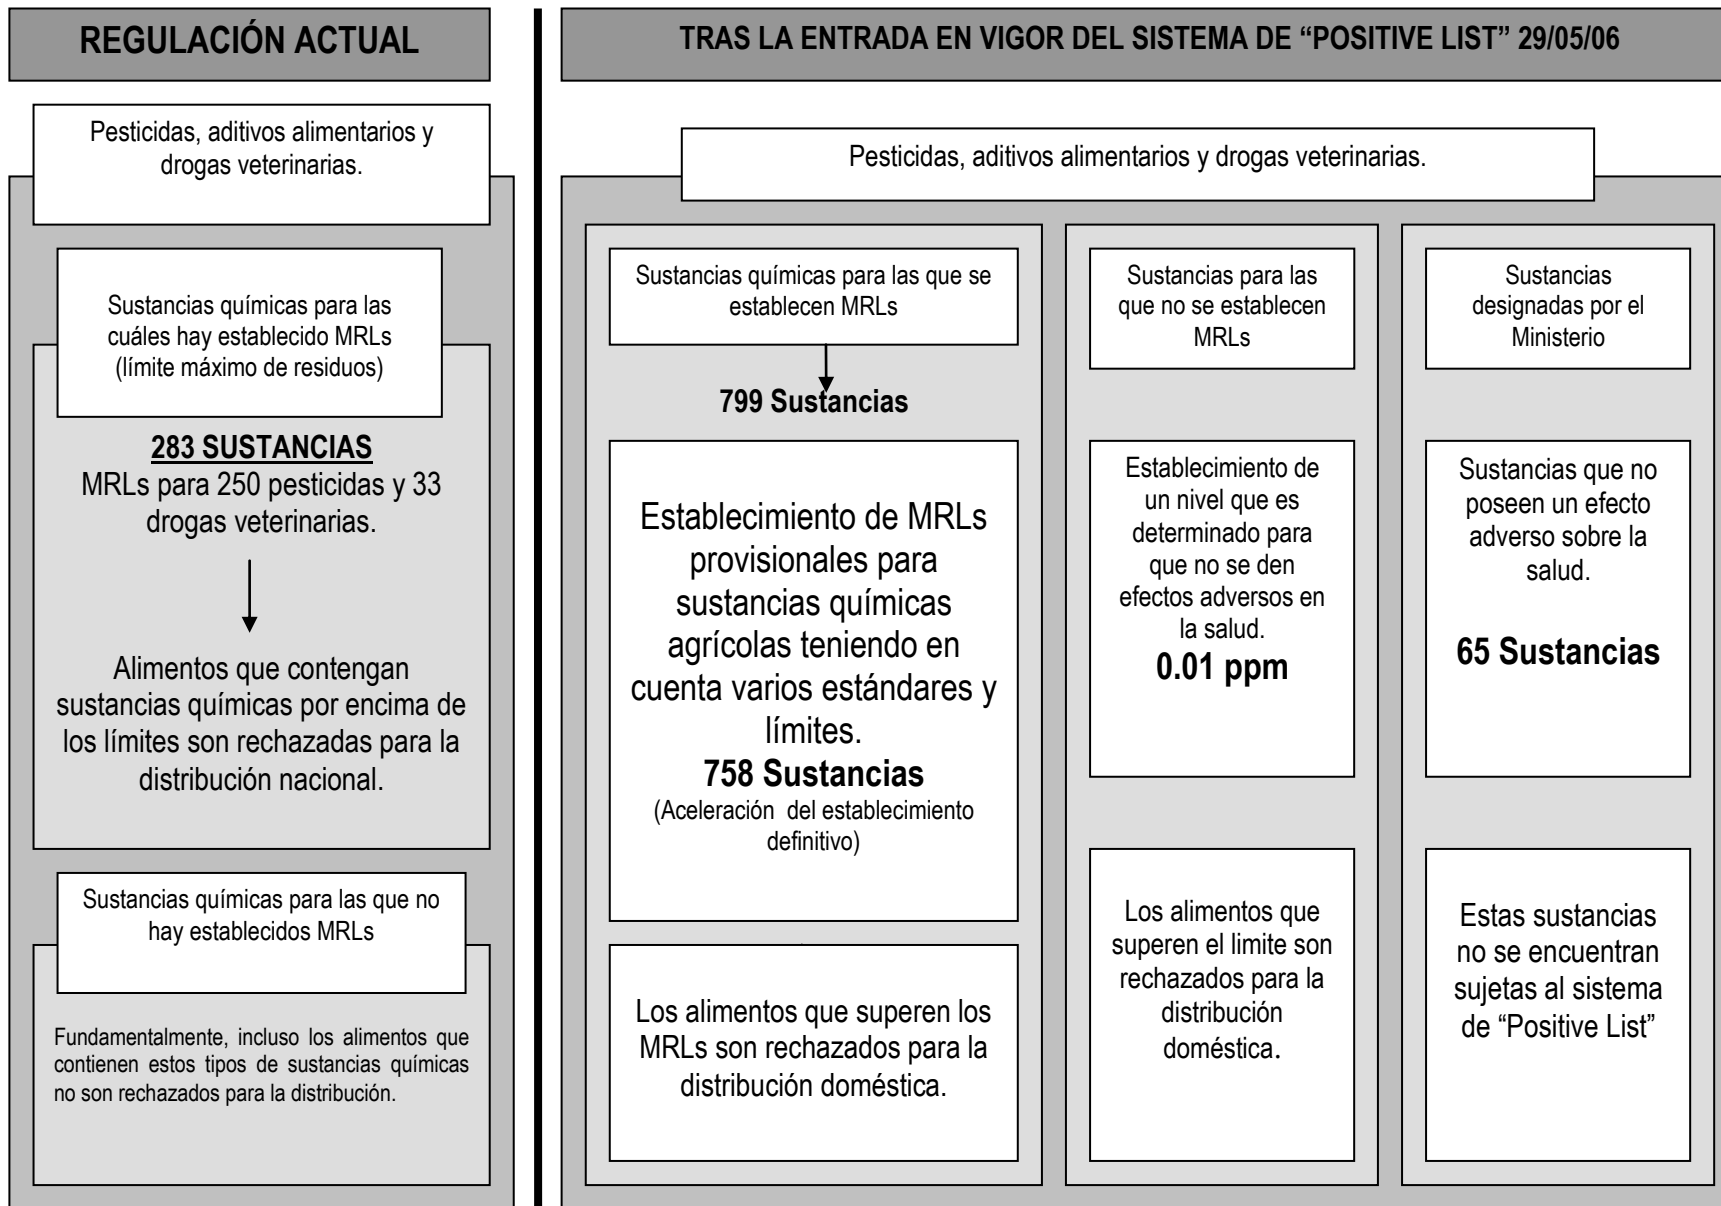 REGULACIÓN ACTUAL
Pesticidas, aditivos alimentarios y
drogas veterinarias.
Sustancias químicas para las
cuáles hay establecido MRLs
(límite máximo de residuos)
283 SUSTANCIAS
MRLs para 250 pesticidas y 33
drogas veterinarias.
Alimentos que contengan
sustancias químicas por encima de
los límites son rechazadas para la
distribución nacional.
Sustancias químicas para las que no
hay establecidos MRLs
Fundamentalmente, incluso los alimentos que
contienen estos tipos de sustancias químicas
no son rechazados para la distribución.
TRAS LA ENTRADA EN VIGOR DEL SISTEMA DE “POSITIVE LIST” 29/05/06
Pesticidas, aditivos alimentarios y drogas veterinarias.
Sustancias químicas para las que se
establecen MRLs
799 Sustancias
Establecimiento de MRLs
provisionales para
sustancias químicas
agrícolas teniendo en
cuenta varios estándares y
límites.
758 Sustancias
(Aceleración del establecimiento
definitivo)
Los alimentos que superen los
MRLs son rechazados para la
distribución doméstica.
Sustancias para las
que no se establecen
MRLs
Establecimiento de
un nivel que es
determinado para
que no se den
efectos adversos en
la salud.
0.01 ppm
Los alimentos que
superen el limite son
rechazados para la
distribución
doméstica.
Sustancias
designadas por el
Ministerio
Sustancias que no
poseen un efecto
adverso sobre la
salud.
65 Sustancias
Estas sustancias
no se encuentran
sujetas al sistema
de “Positive List”